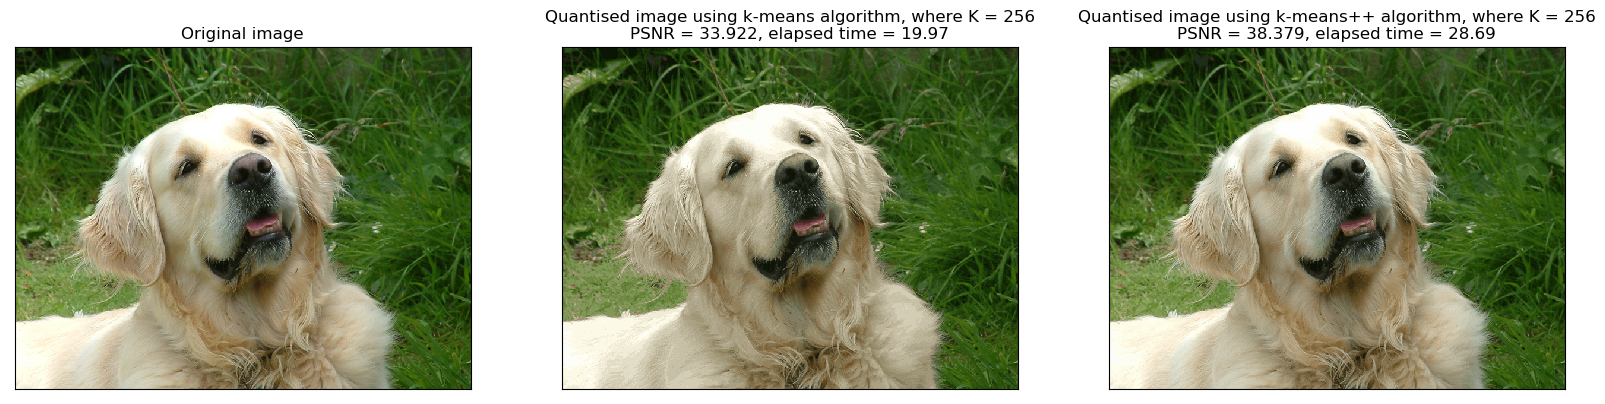 Original image
Quantised image using k-means algorithm, where K = 256
PSNR = 33.922, elapsed time = 19.97
Quantised image using k-means++ algorithm, where K = 256
PSNR = 38.379, elapsed time = 28.69